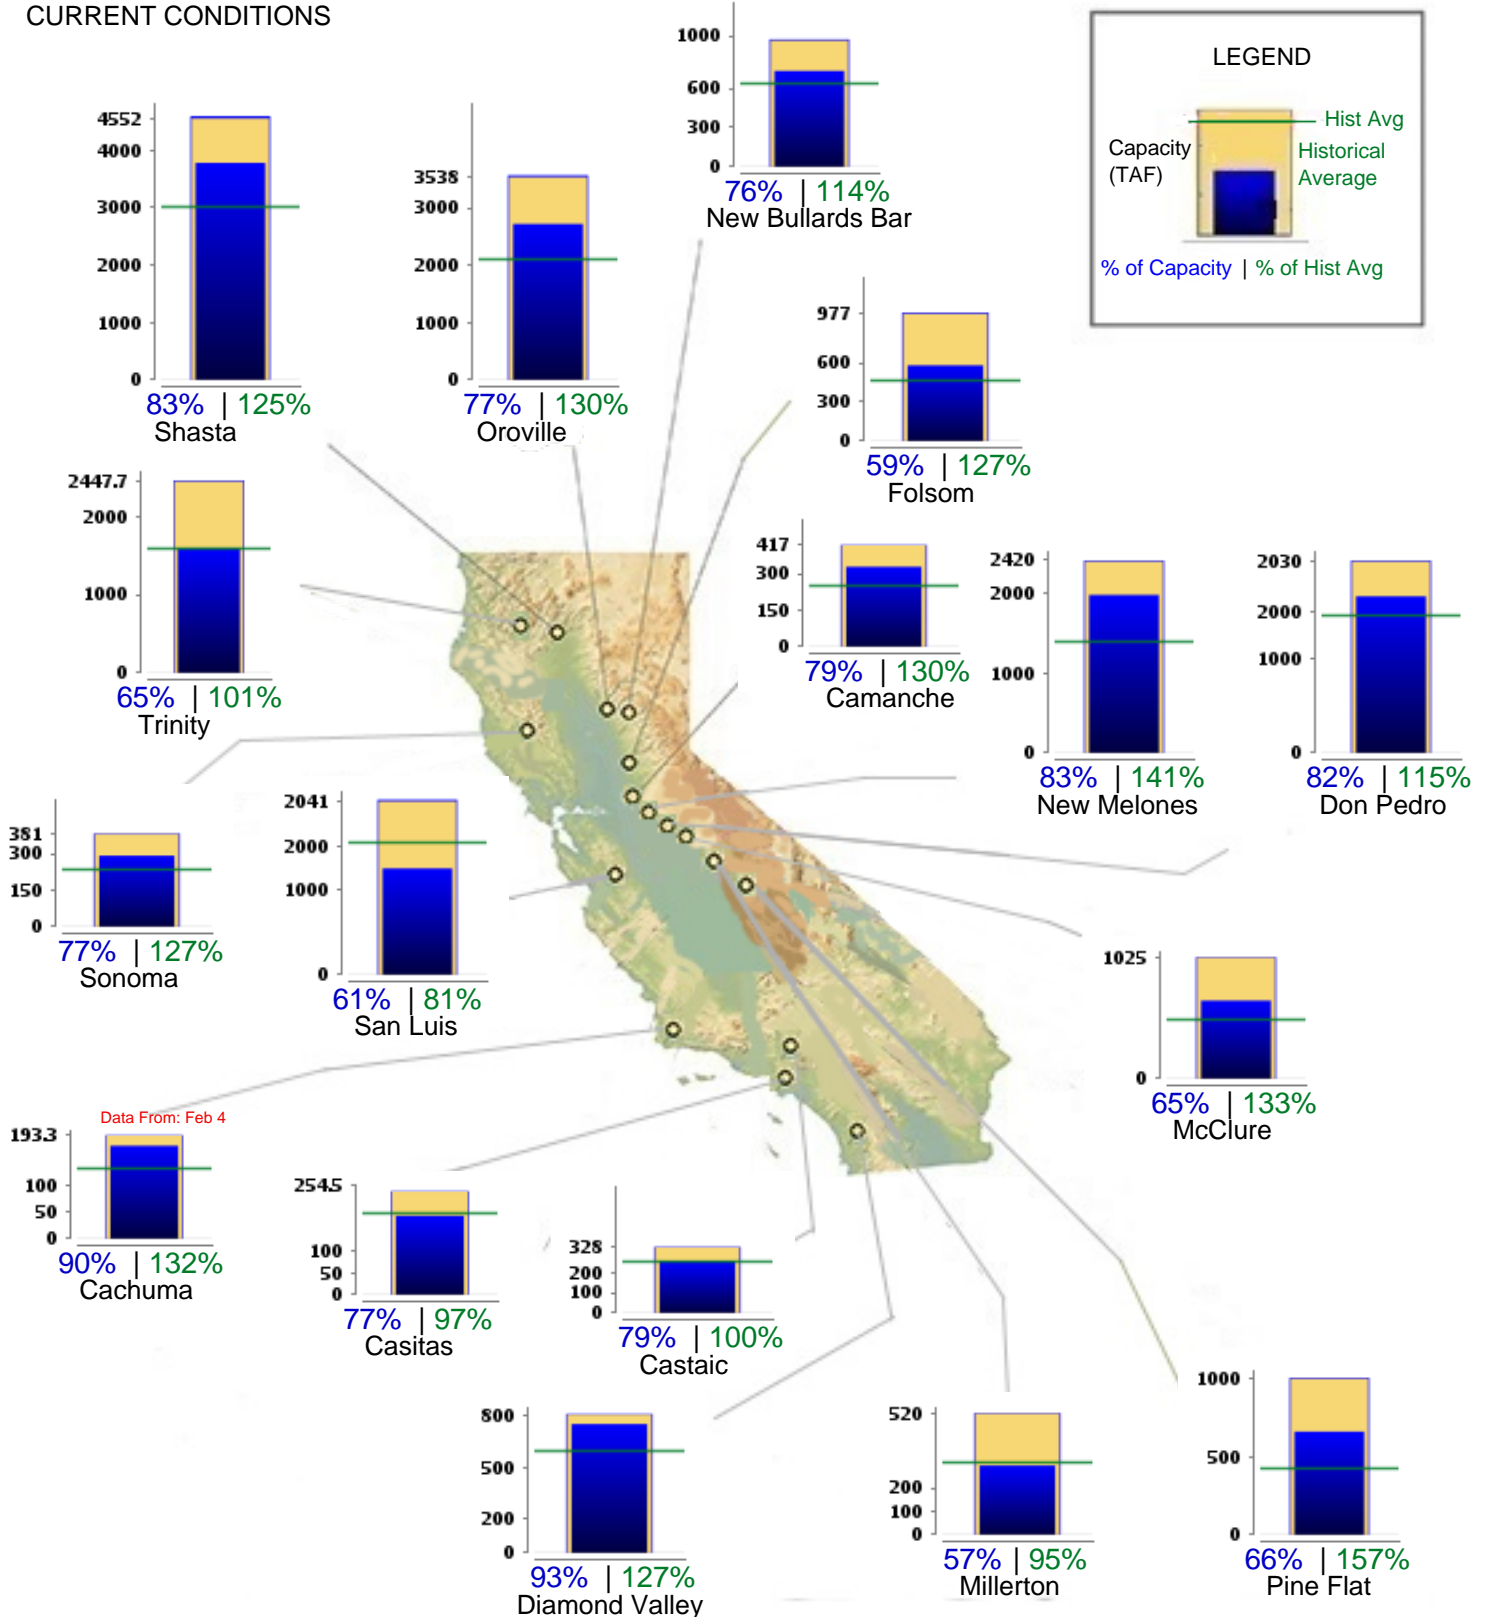 CURRENT CONDITIONS
LEGEND
Hist Avg
Capacity
(TAF)
Historical
Average
% of Capacity | % of Hist Avg
1000
600
300
0
76% | 114%
New Bullards Bar
4552
4000
3000
2000
1000
0
83% | 125%
Shasta
3538
3000
2000
1000
0
77% | 130%
Oroville
977
600
300
0
59% | 127%
Folsom
2447.7
2000
1000
0
65% | 101%
Trinity
417
300
150
0
79% | 130%
Camanche
2420
2000
1000
0
83% | 141%
New Melones
2030
2000
1000
0
82% | 115%
Don Pedro
381
300
150
0
77% | 127%
Sonoma
2041
2000
1000
0
61% | 81%
San Luis
1025
0
65% | 133%
McClure
Data From: Feb 4
193.3
100
50
0
90% | 132%
Cachuma
254.5
100
50
0
77% | 97%
Casitas
328
200
100
0
79% | 100%
Castaic
800
500
200
0
93% | 127%
Diamond Valley
520
200
100
0
57% | 95%
Millerton
1000
500
0
66% | 157%
Pine Flat